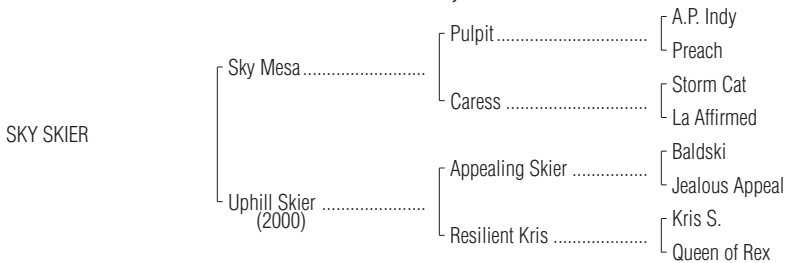 A.P. Indy
Pulpit
Preach
Sky Mesa
Storm Cat
Caress
La Affirmed
SKY SKIER
Baldski
Appealing Skier
Jealous Appeal
Uphill Skier
(2000)
Kris S.
Resilient Kris
Queen of Rex